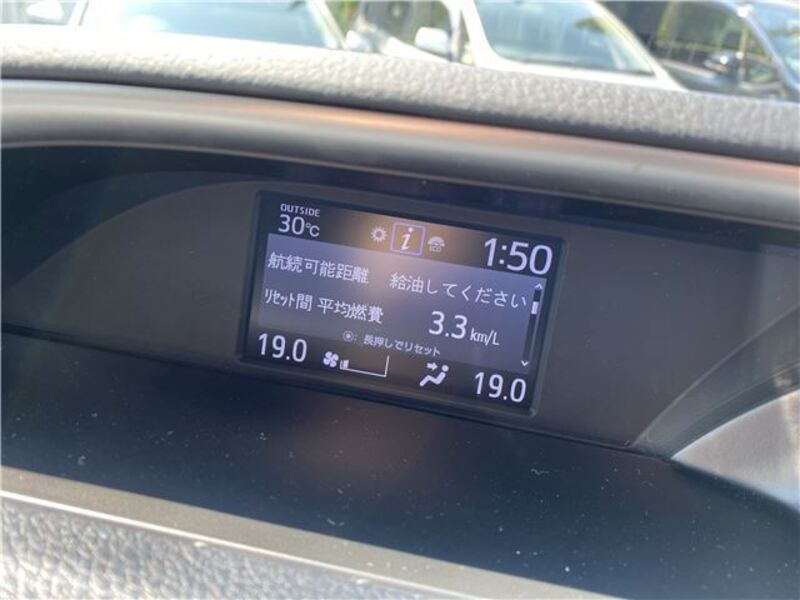 OUTSIDE
30℃
i
ECO
1:50
航続可能距離 給油してください
ﾘｾｯﾄ間 平均燃費 3.3 km/L
⦿: 長押しでリセット
19.0
19.0